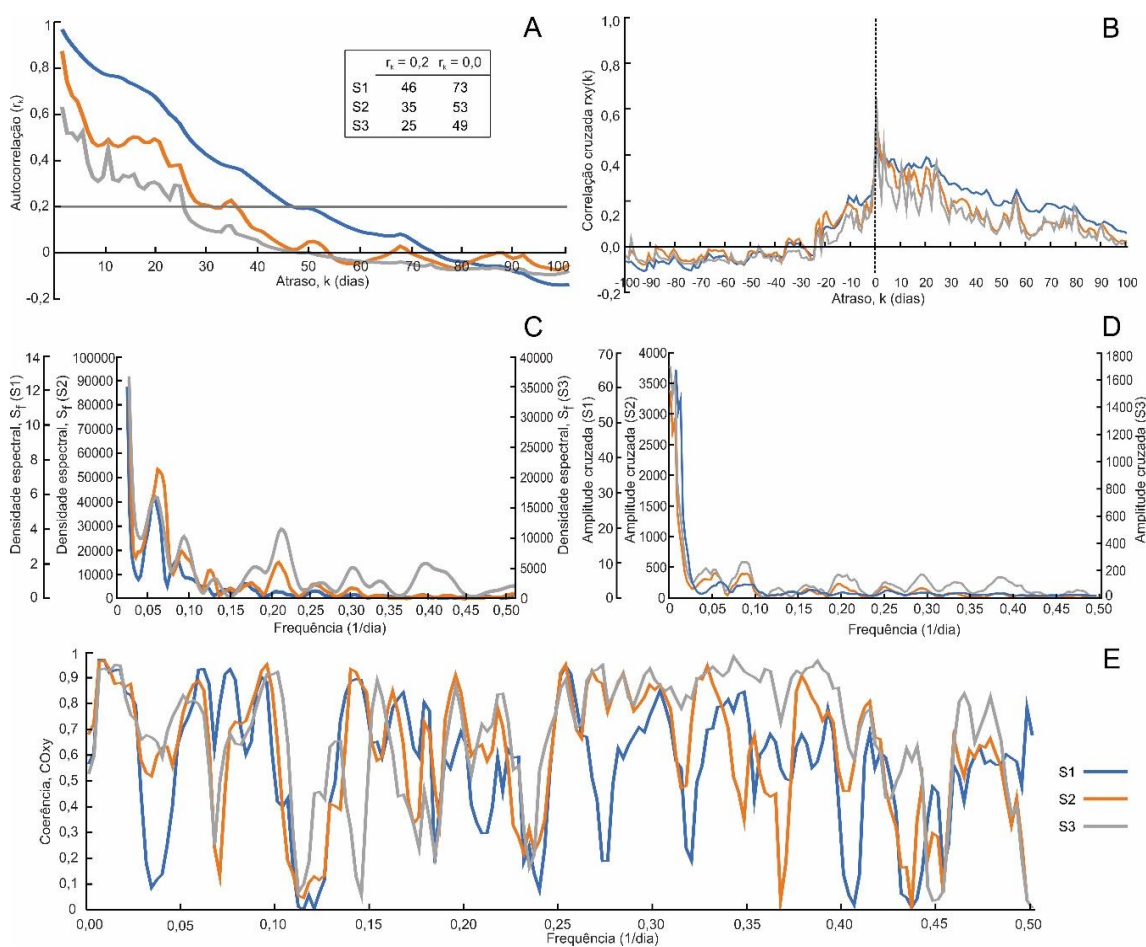 A
1
0,8
0,6
0,4
0,2
0
-0,2
Autocorrelação (rₖ)
rₖ = 0,2 rₖ = 0,0
S1 46 73
S2 35 53
S3 25 49
10 20 30 40 50 60 70 80 90 100
Atraso, k (dias)
B
1,0
0,8
0,6
0,4
0,2
0,0
-0,2
Correlação cruzada rxy(k)
-100 -90 -80 -70 -60 -50 -40 -30 -20 -10 0 10 20 30 40 50 60 70 80 90 100
Atraso, k (dias)
C
14
12
10
8
6
4
2
0
Densidade espectral, Sf (S1)
100000
90000
80000
70000
60000
50000
40000
30000
20000
10000
0
Densidade espectral, Sf (S2)
40000
35000
30000
25000
20000
15000
10000
5000
0
Densidade espectral, Sf (S3)
0 0,05 0,10 0,15 0,20 0,25 0,30 0,35 0,40 0,45 0,50
Frequência (1/dia)
D
70
60
50
40
30
20
10
0
Amplitude cruzada (S1)
4000
3500
3000
2500
2000
1500
1000
500
0
Amplitude cruzada (S2)
1800
1600
1400
1200
1000
800
600
400
200
0
Amplitude cruzada (S3)
0 0,05 0,10 0,15 0,20 0,25 0,30 0,35 0,40 0,45 0,50
Frequência (1/dia)
E
1
0,9
0,8
0,7
0,6
0,5
0,4
0,3
0,2
0,1
0
Coerência, COxy
0,00 0,05 0,10 0,15 0,20 0,25 0,30 0,35 0,40 0,45 0,50
Frequência (1/dia)
S1
S2
S3